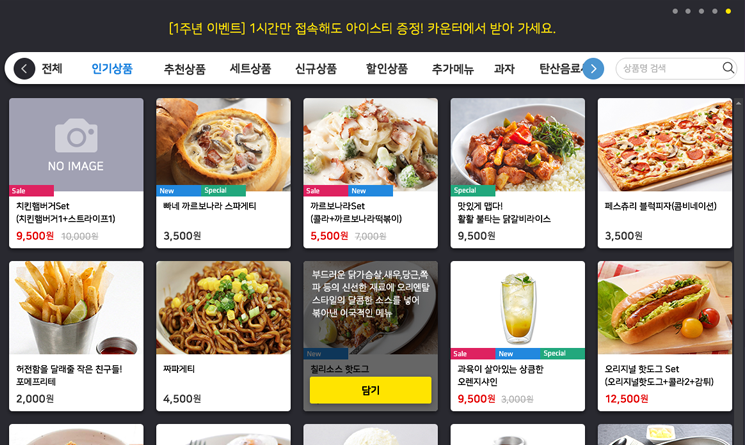 [1주년 이벤트] 1시간만 접속해도 아이스티 증정! 카운터에서 받아 가세요.
전체 인기상품 추천상품 세트상품 신규상품 할인상품 추가메뉴 과자 탄산음료 상품명 검색
NO IMAGE
Sale
치킨햄버거Set
(치킨햄버거1+스트라이프1)
9,500원 10,000원
New Special
빠네 까르보나라 스파게티
3,500원
Sale New
까르보나라Set
(콜라+까르보나라떡볶이)
5,500원 7,000원
Special
맛있게 맵다!
활활 불타는 닭갈비라이스
9,500원
페스츄리 블럭피자(콤비네이션)
3,500원
허전함을 달래줄 작은 친구들!
포메프리테
2,000원
짜파게티
4,500원
부드러운 닭가슴살,새우,당근,쪽
파 등의 신선한 재료에 오리엔탈
스타일의 달콤한 소스를 넣어
볶아낸 이국적인 메뉴
New
칠리소스 핫도그
담기
Sale New Special
과육이 살아있는 상큼한
오렌지샤인
9,500원 3,000원
오리지널 핫도그 Set
(오리지널핫도그+콜라2+감튀)
12,500원